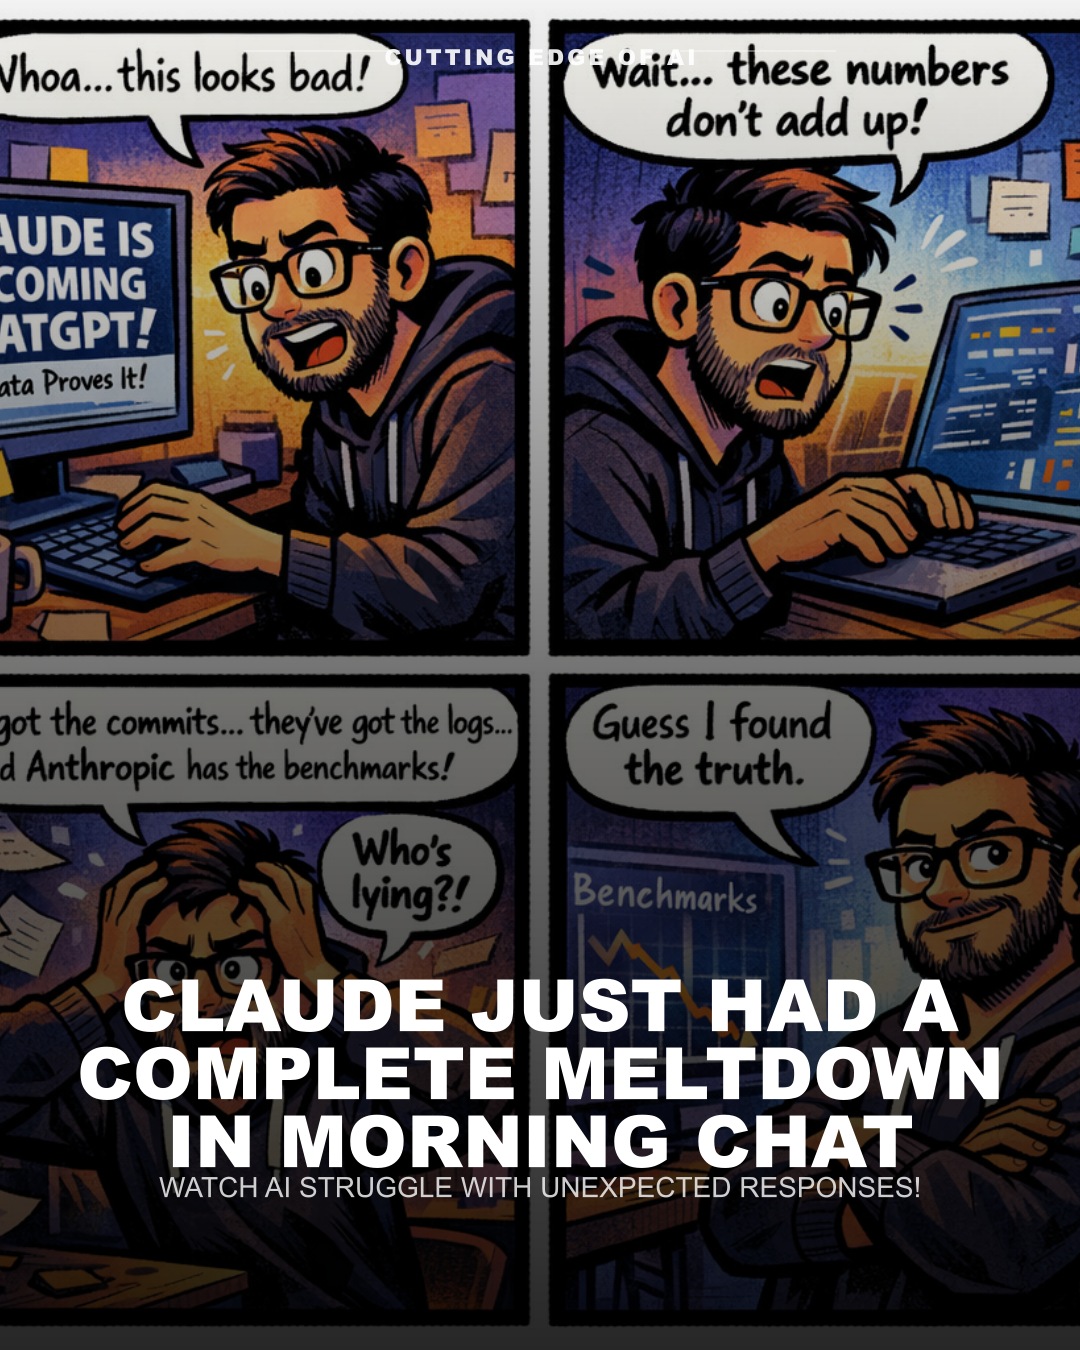 CUTTING EDGE OF AI
Whoa... this looks bad!
AUDE IS
COMING
ATGPT!
ata Proves It!
Wait... these numbers
don't add up!
got the commits... they've got the logs...
d Anthropic has the benchmarks!
Who's
lying?!
Guess I found
the truth.
Benchmarks
CLAUDE JUST HAD A
COMPLETE MELTDOWN
IN MORNING CHAT
WATCH AI STRUGGLE WITH UNEXPECTED RESPONSES!